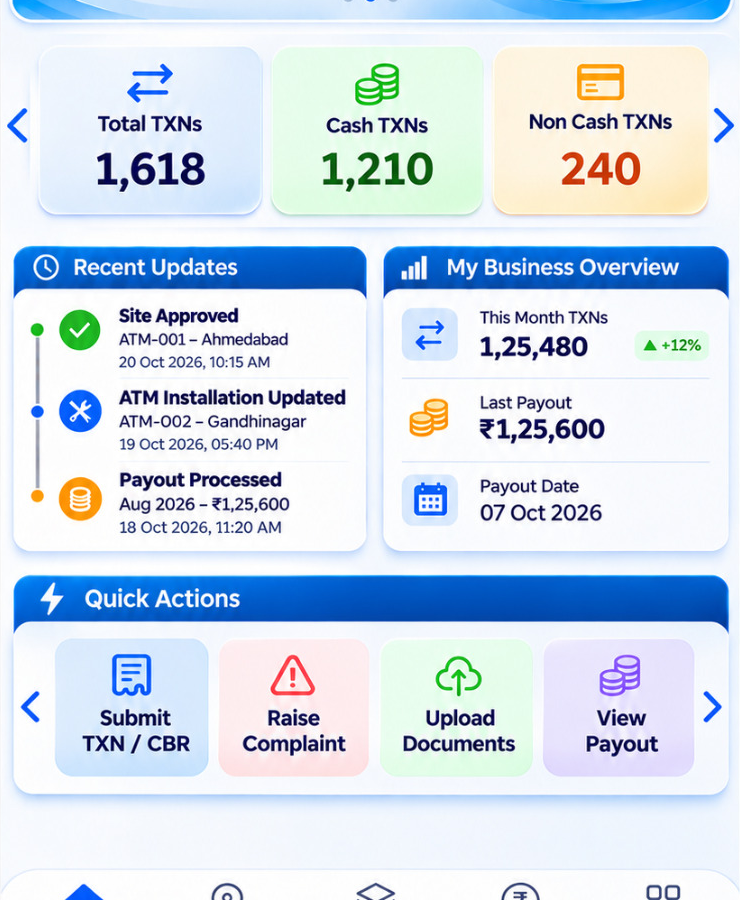 Total TXNs
1,618
Cash TXNs
1,210
Non Cash TXNs
240
Recent Updates
Site Approved
ATM-001 – Ahmedabad
20 Oct 2026, 10:15 AM
ATM Installation Updated
ATM-002 – Gandhinagar
19 Oct 2026, 05:40 PM
Payout Processed
Aug 2026 – ₹1,25,600
18 Oct 2026, 11:20 AM
My Business Overview
This Month TXNs
1,25,480
▲ +12%
Last Payout
₹1,25,600
Payout Date
07 Oct 2026
Quick Actions
Submit
TXN / CBR
Raise
Complaint
Upload
Documents
View
Payout